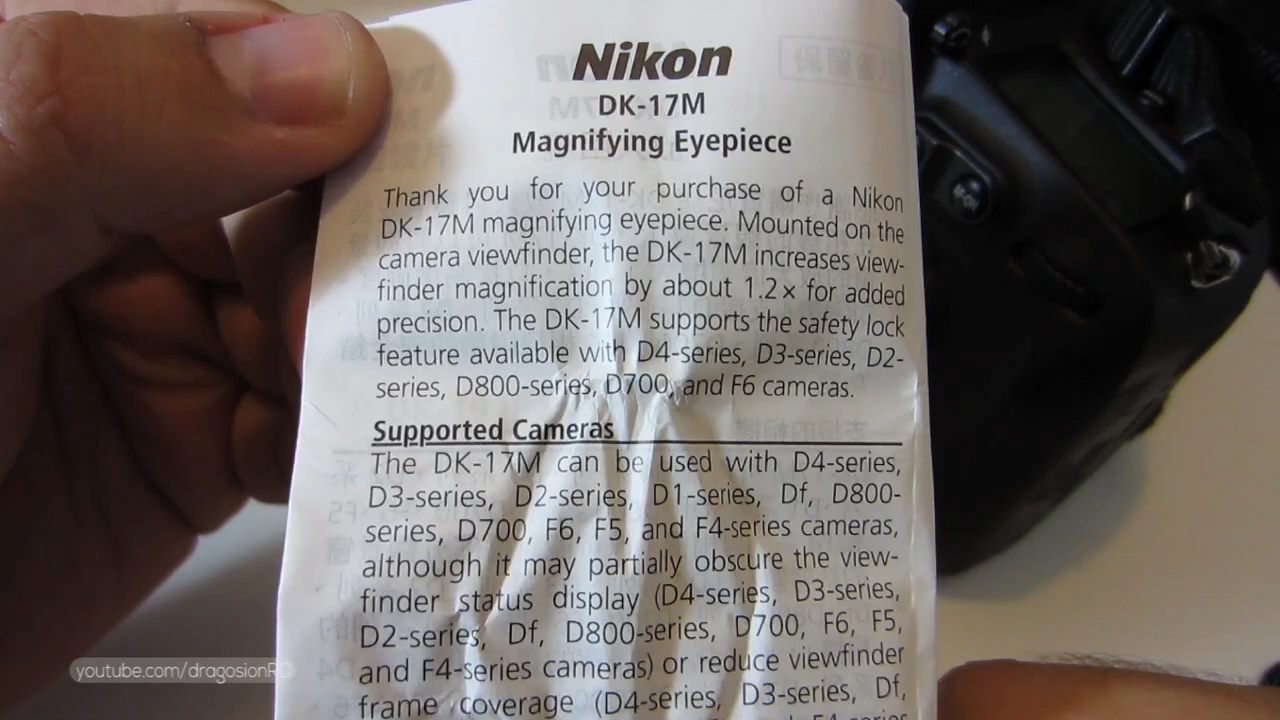 Nikon
DK-17M
Magnifying Eyepiece
Thank you for your purchase of a Nikon
DK-17M magnifying eyepiece. Mounted on the
camera viewfinder, the DK-17M increases view-
finder magnification by about 1.2× for added
precision. The DK-17M supports the safety lock
feature available with D4-series, D3-series, D2-
series, D800-series, D700, and F6 cameras.
Supported Cameras
The DK-17M can be used with D4-series,
D3-series, D2-series, D1-series, Df, D800-
series, D700, F6, F5, and F4-series cameras,
although it may partially obscure the view-
finder status display (D4-series, D3-series,
D2-series, Df, D800-series, D700, F6, F5,
and F4-series cameras) or reduce viewfinder
frame coverage (D4-series, D3-series, Df,
youtube.com/dragosionRO